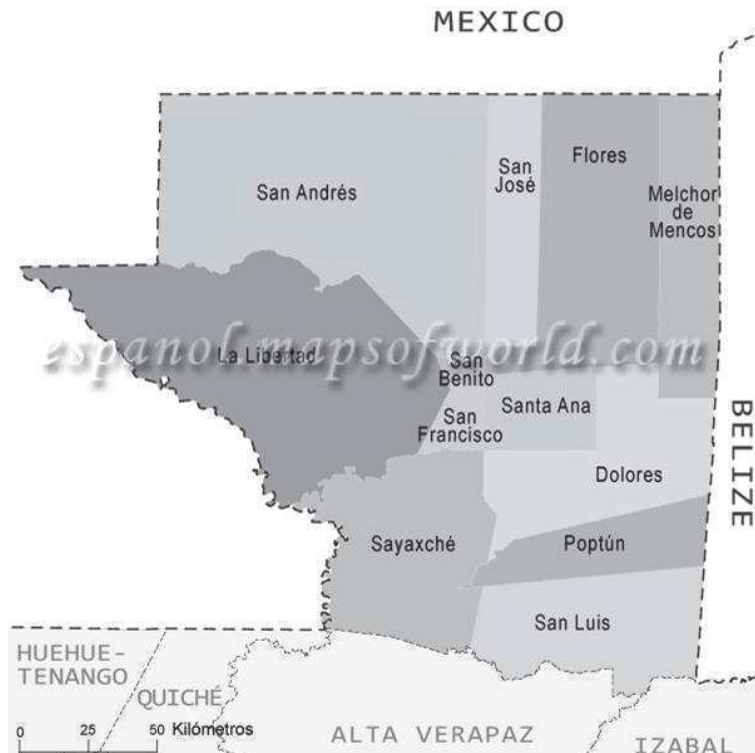 MEXICO
San Andrés
San
José
Flores
Melchor
de
Mencos
español.mapsofworld.com
La Libertad
San
Benito
San
Francisco
Santa Ana
BELIZE
Dolores
Sayaxché
Poptún
San Luis
HUEHUE-
TENANGO
QUICHÉ
0 25 50 Kilómetros
ALTA VERAPAZ
IZABAL